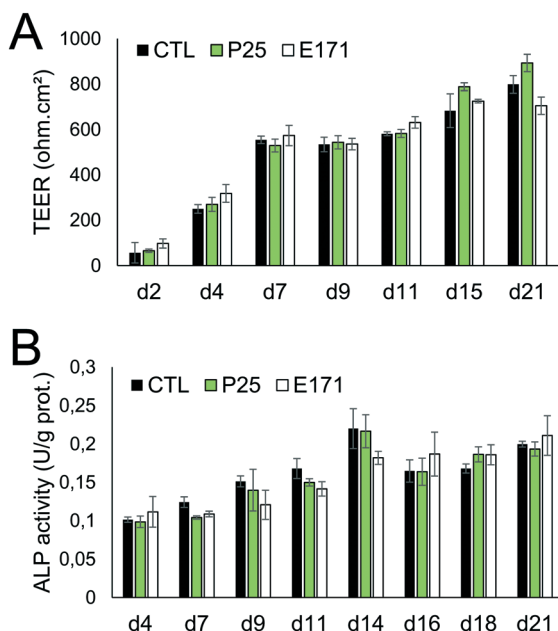 A
1000
CTL P25 E171
800
600
400
200
0
TEER (ohm.cm²)
d2 d4 d7 d9 d11 d15 d21
B
0,3
CTL P25 E171
0,25
0,2
0,15
0,1
0,05
0
ALP activity (U/g prot.)
d4 d7 d9 d11 d14 d16 d18 d21